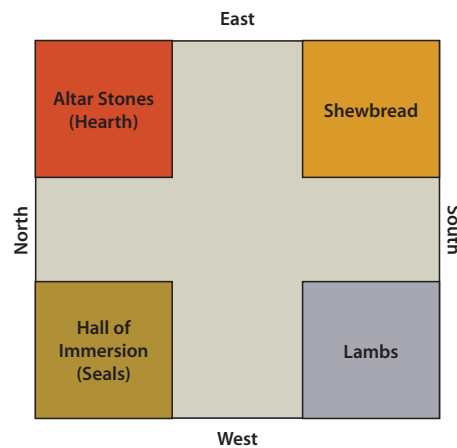 East
Altar Stones
(Hearth)
Shewbread
North
South
Hall of
Immersion
(Seals)
Lambs
West